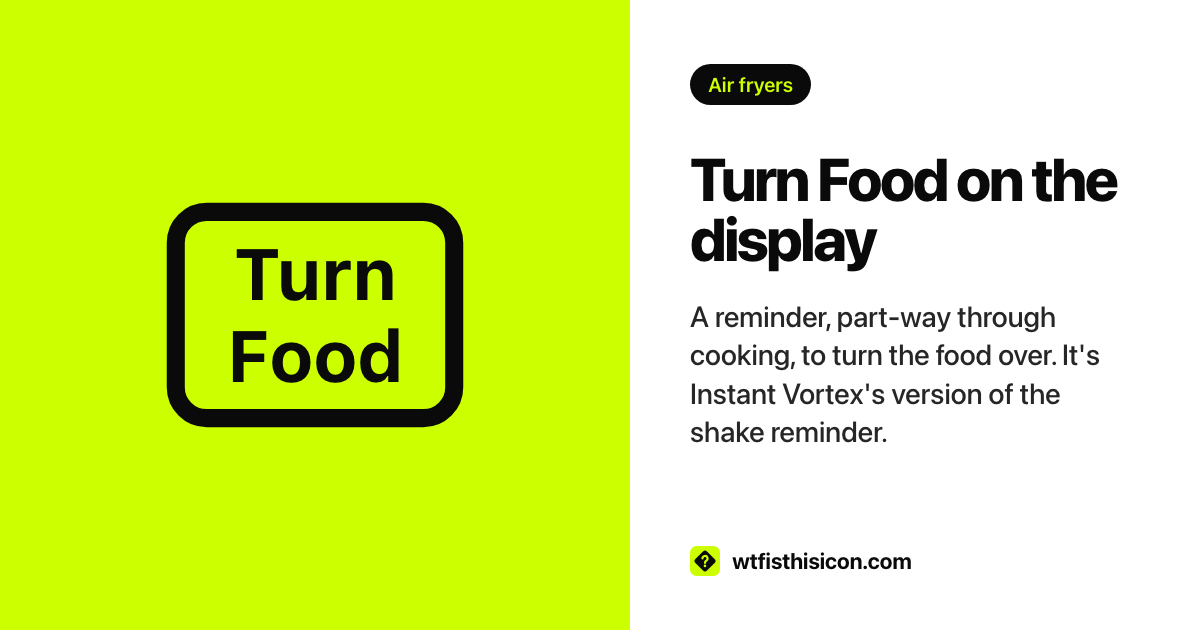 Turn
Food
Air fryers
Turn Food on the
display
A reminder, part-way through
cooking, to turn the food over. It's
Instant Vortex's version of the
shake reminder.
?
wtfisthisicon.com